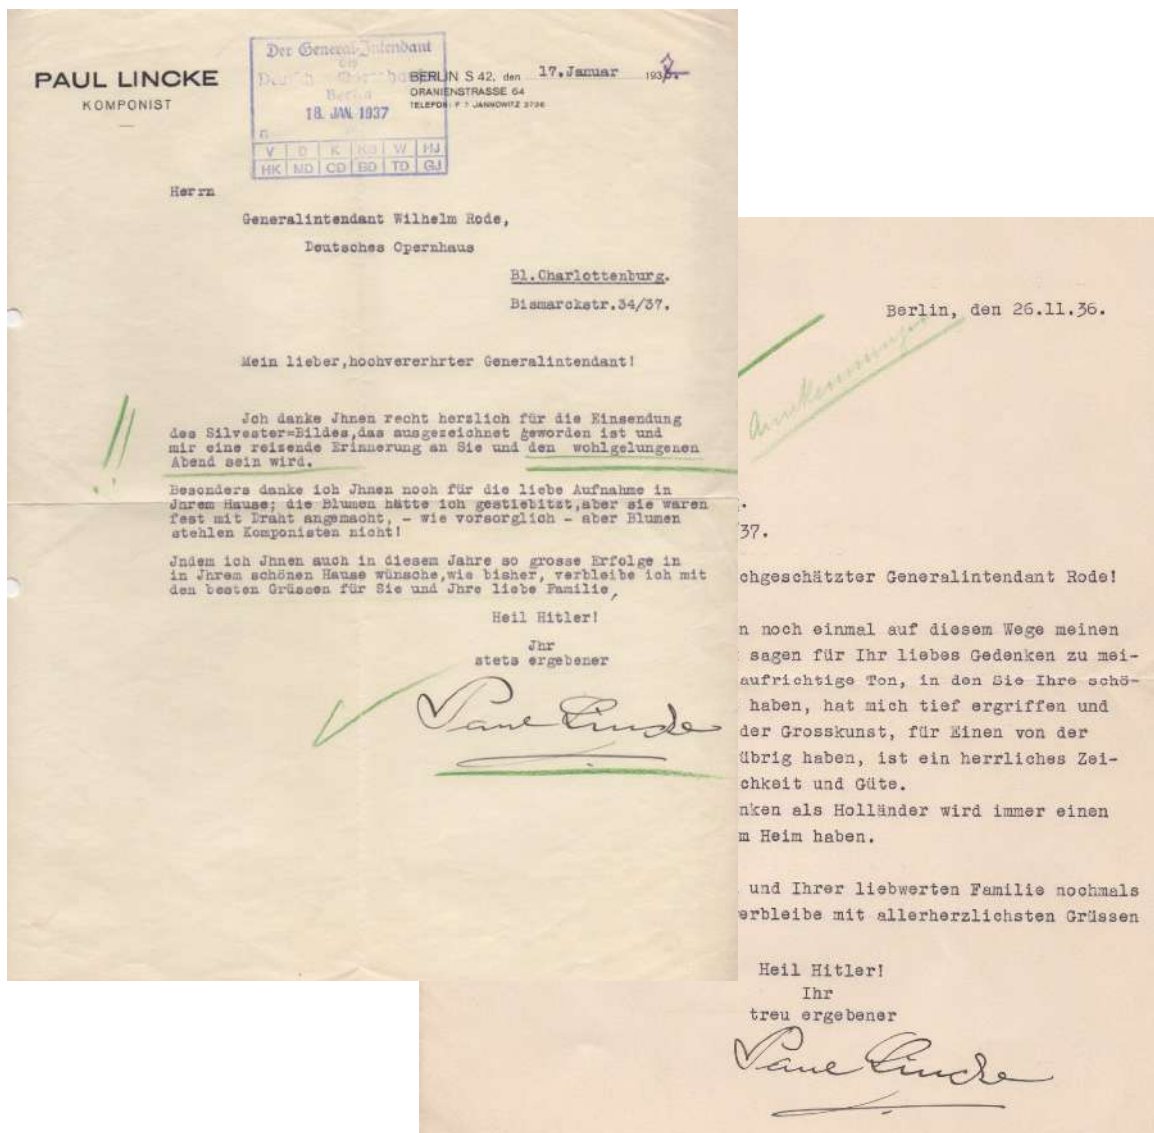 PAUL LINCKE
KOMPONIST
Der General-Intendant
des
Berlin
18. JAN. 1937
V D K W HJ
HK MD CD BD TD GJ
BERLIN S 42, den 17.Januar 193
ORANIENSTRASSE 64
TELEFON: F 7 JANNOWITZ 3726
Herrn
Generalintendant Wilhelm Rode,
Deutsches Opernhaus
Bl.Charlottenburg.
Bismarckstr.34/37.
Mein lieber,hochvererhrter Generalintendant!
Jch danke Jhnen recht herzlich für die Einsendung
des Silvester=Bildes,das ausgezeichnet geworden ist und
mir eine reizende Erinnerung an Sie und den wohlgelungenen
Abend sein wird.
Besonders danke ich Jhnen noch für die liebe Aufnahme in
Jhrem Hause; die Blumen hätte ich gestiebitzt,aber sie waren
fest mit Draht angemacht, - wie vorsorglich - aber Blumen
stehlen Komponisten nicht!
Jndem ich Jhnen auch in diesem Jahre so grosse Erfolge in
in Jhrem schönen Hause wünsche,wie bisher, verbleibe ich mit
den besten Grüssen für Sie und Jhre liebe Familie,
Heil Hitler!
Jhr
stets ergebener
Paul Lincke
Berlin, den 26.11.36.
Anerkennungen
37.
chgeschätzter Generalintendant Rode!
n noch einmal auf diesem Wege meinen
sagen für Ihr liebes Gedenken zu mei-
aufrichtige Ton, in den Sie Ihre schö-
haben, hat mich tief ergriffen und
der Grosskunst, für Einen von der
übrig haben, ist ein herrliches Zei-
chkeit und Güte.
nken als Holländer wird immer einen
m Heim haben.
und Ihrer liebwerten Familie nochmals
erbleibe mit allerherzlichsten Grüssen
Heil Hitler!
Ihr
treu ergebener
Paul Lincke